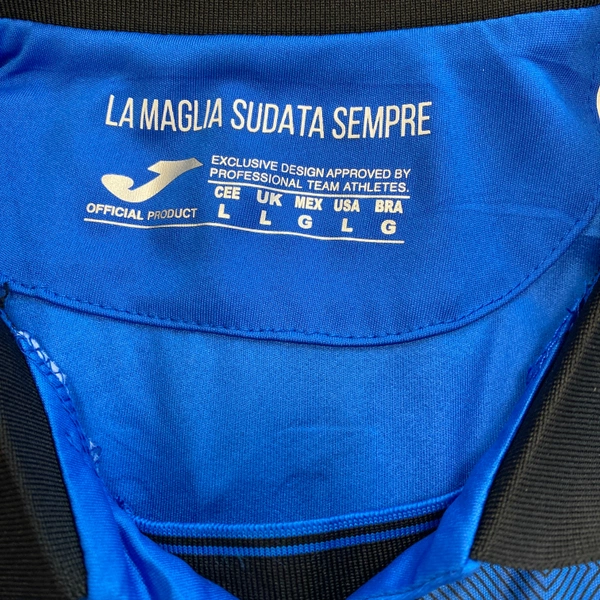 LA MAGLIA SUDATA SEMPRE
EXCLUSIVE DESIGN APPROVED BY
PROFESSIONAL TEAM ATHLETES.
OFFICIAL PRODUCT
CEE UK MEX USA BRA
L L G L G